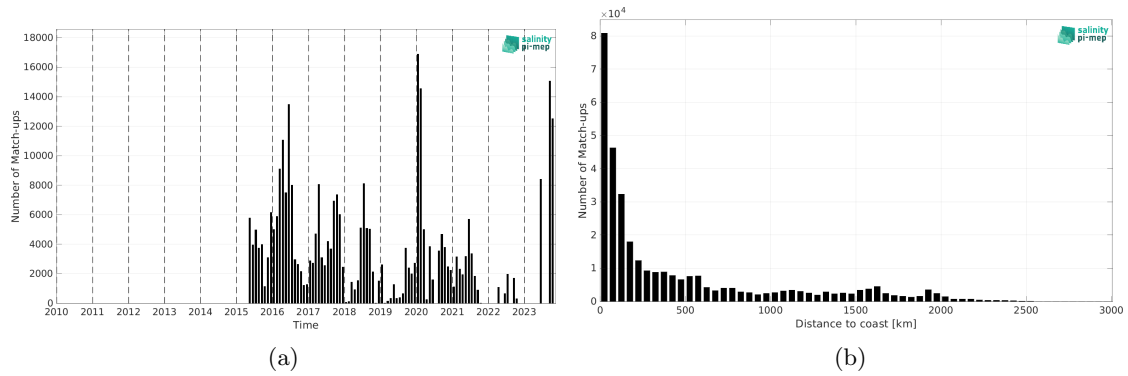 salinity
pi-mep
18000
16000
14000
12000
10000
8000
6000
4000
2000
0
Number of Match-ups
2010 2011 2012 2013 2014 2015 2016 2017 2018 2019 2020 2021 2022 2023
Time
(a)
×10⁴
salinity
pi-mep
8
7
6
5
4
3
2
1
0
Number of Match-ups
0 500 1000 1500 2000 2500 3000
Distance to coast [km]
(b)